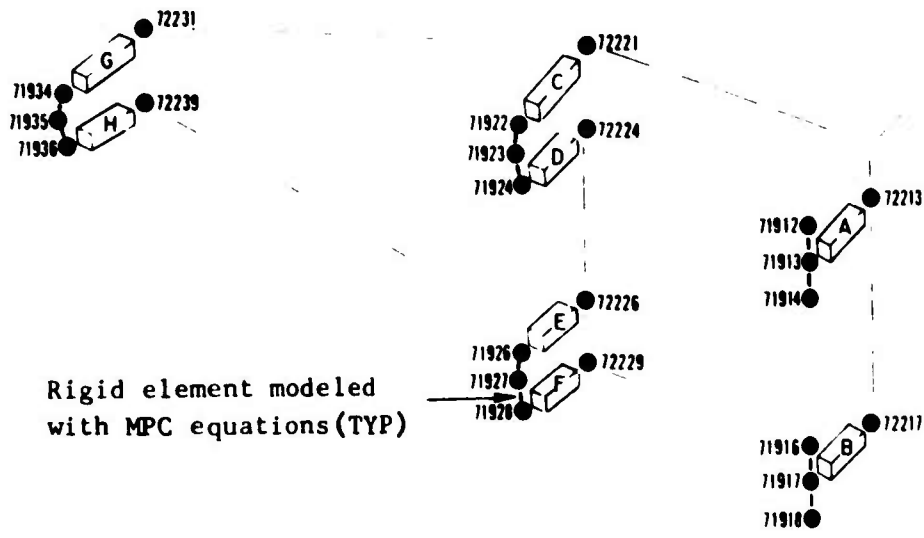 72231
G
71934
72239
71935
H
71936
72221
C
71922
72224
71923
D
71924
72213
71912
A
71913
71914
72226
E
71926
71927
72229
F
71928
Rigid element modeled
with MPC equations(TYP)
72217
71916
B
71917
71918